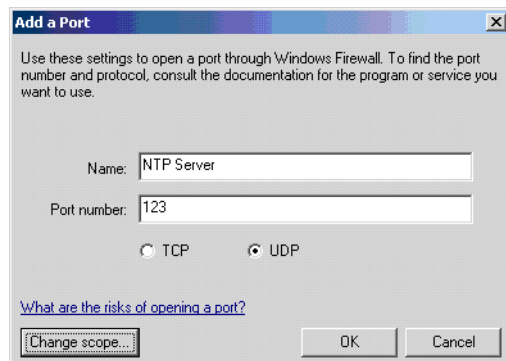 Add a Port
Use these settings to open a port through Windows Firewall. To find the port
number and protocol, consult the documentation for the program or service you
want to use.
Name: NTP Server
Port number: 123
TCP UDP
What are the risks of opening a port?
Change scope... OK Cancel